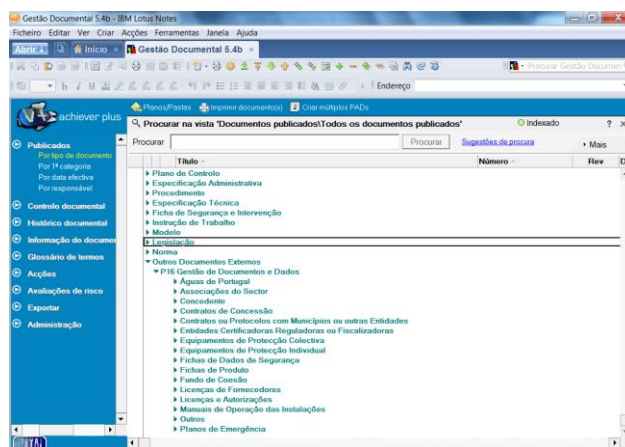 Gestão Documental 5.4b - IBM Lotus Notes
Ficheiro Editar Ver Criar Acções Ferramentas Janela Ajuda
Abrir Início Gestão Documental 5.4b
Procurar Gestão Documen
Endereço
achiever plus
Planos/Pastas Imprimir documento(s) Criar múltiplos PADs
Procurar na vista 'Documentos publicados\Todos os documentos publicados' Indexado ?
Procurar Procurar Sugestões de procura Mais
Título Número Rev D
Publicados
Por tipo de documento
Por 1ª categoria
Por data efectiva
Por responsável
Controlo documental
Histórico documental
Informação do documen
Glossário de termos
Acções
Avaliações de risco
Exportar
Administração
Plano de Controlo
Especificação Administrativa
Procedimento
Especificação Técnica
Ficha de Segurança e Intervenção
Instrução de Trabalho
Modelo
Legislação
Norma
Outros Documentos Externos
P16 Gestão de Documentos e Dados
Águas de Portugal
Associações do Sector
Concedente
Contratos de Concessão
Contratos ou Protocolos com Municípios ou outras Entidades
Entidades Certificadoras Reguladoras ou Fiscalizadoras
Equipamentos de Protecção Colectiva
Equipamentos de Protecção Individual
Fichas de Dados de Segurança
Fichas de Produto
Fundo de Coesão
Licenças de Fornecedores
Licenças e Autorizações
Manuais de Operação das Instalações
Outros
Planos de Emergência